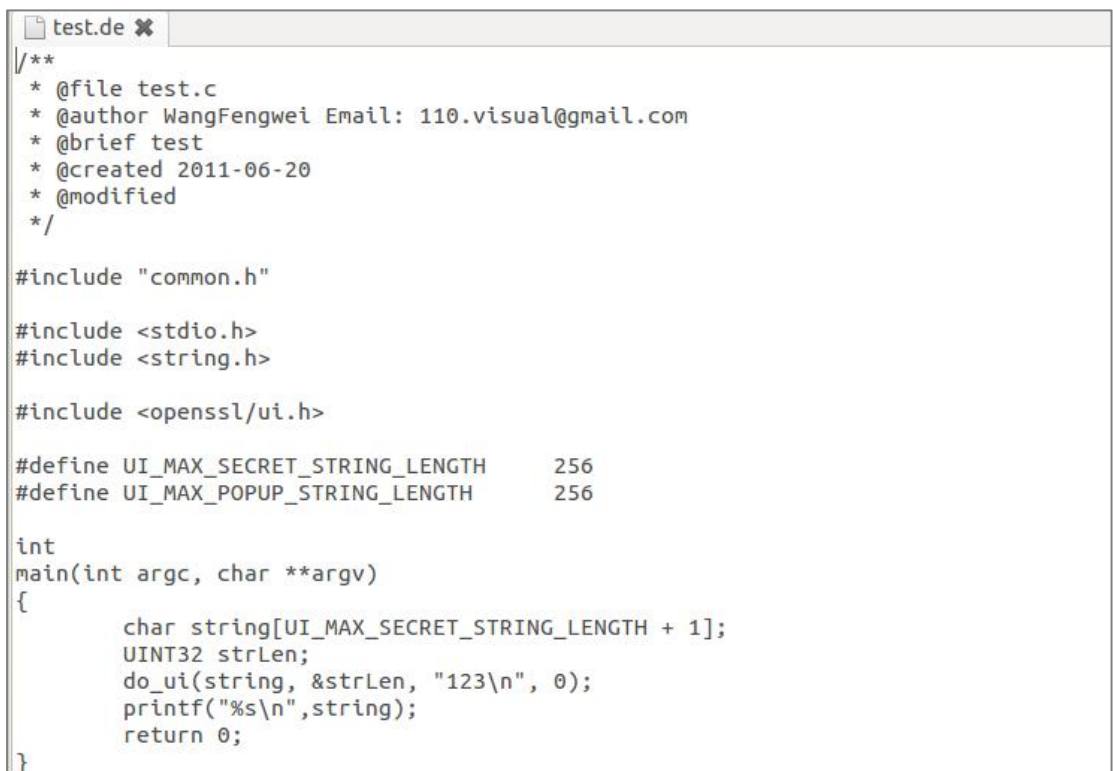 test.de ✖
/**
 * @file test.c
 * @author WangFengwei Email: 110.visual@gmail.com
 * @brief test
 * @created 2011-06-20
 * @modified
 */

#include "common.h"

#include <stdio.h>
#include <string.h>

#include <openssl/ui.h>

#define UI_MAX_SECRET_STRING_LENGTH     256
#define UI_MAX_POPUP_STRING_LENGTH      256

int
main(int argc, char **argv)
{
        char string[UI_MAX_SECRET_STRING_LENGTH + 1];
        UINT32 strLen;
        do_ui(string, &strLen, "123\n", 0);
        printf("%s\n",string);
        return 0;
}